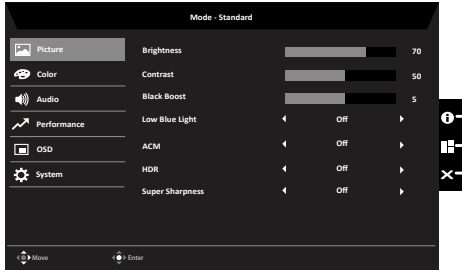 Mode - Standard
Picture
Brightness 70
Color
Contrast 50
Audio
Black Boost 5
Performance
Low Blue Light Off
OSD
ACM Off
System
HDR Off
Super Sharpness Off
Move Enter